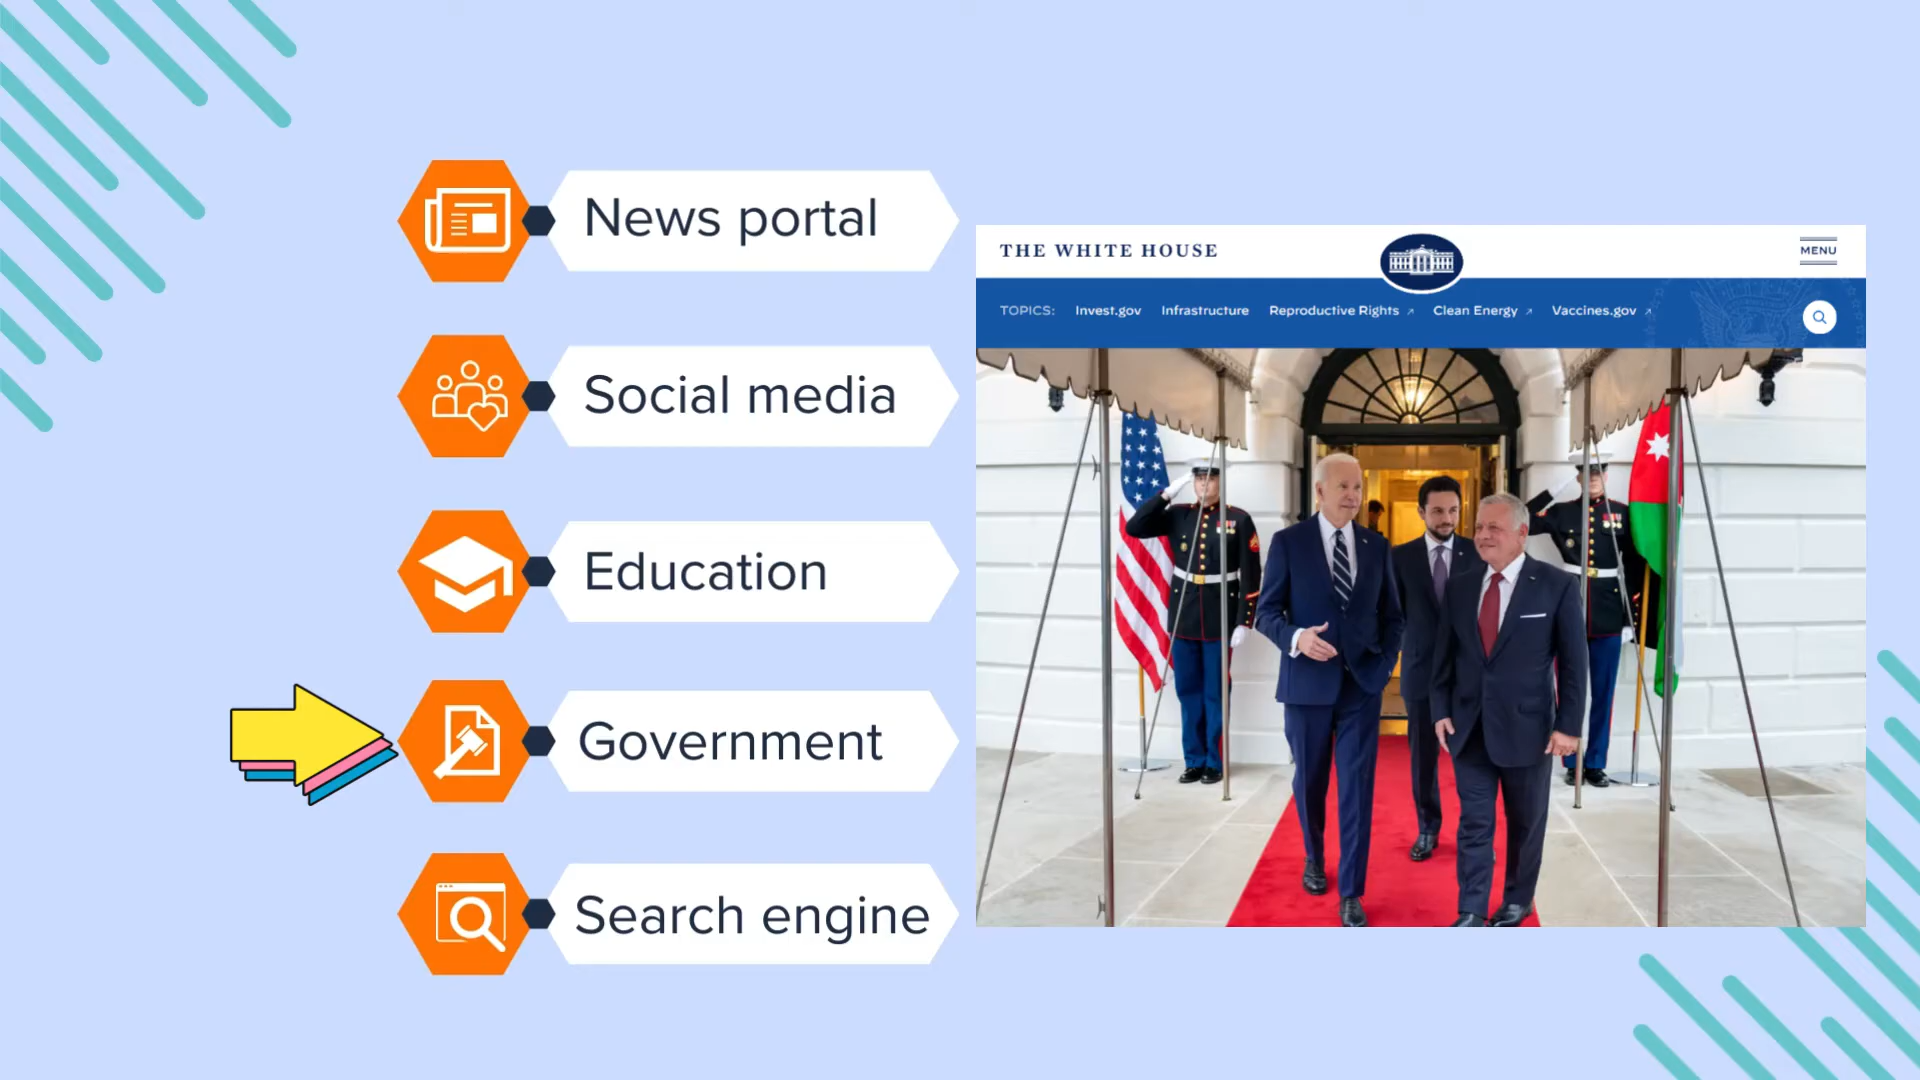 News portal
Social media
Education
Government
Search engine
THE WHITE HOUSE
MENU
TOPICS: Invest.gov Infrastructure Reproductive Rights ↗ Clean Energy ↗ Vaccines.gov ↗